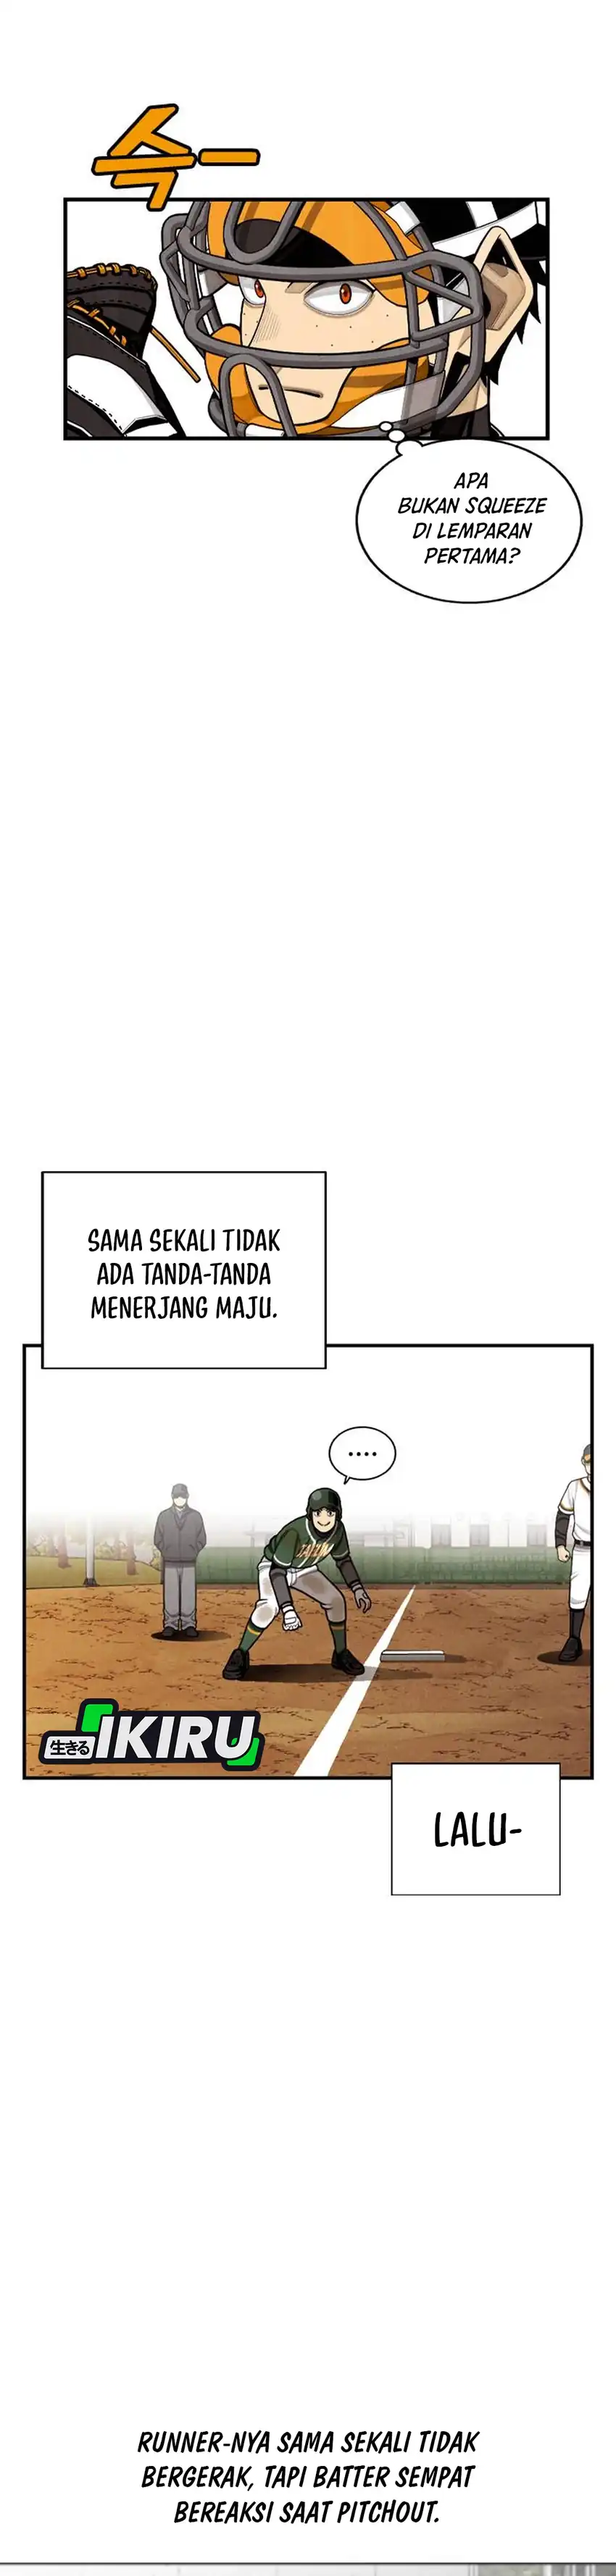 슥ー
APA
BUKAN SQUEEZE
DI LEMPARAN
PERTAMA?
SAMA SEKALI TIDAK
ADA TANDA-TANDA
MENERJANG MAJU.
....
生きる IKIRU
LALU-
RUNNER-NYA SAMA SEKALI TIDAK
BERGERAK, TAPI BATTER SEMPAT
BEREAKSI SAAT PITCHOUT.